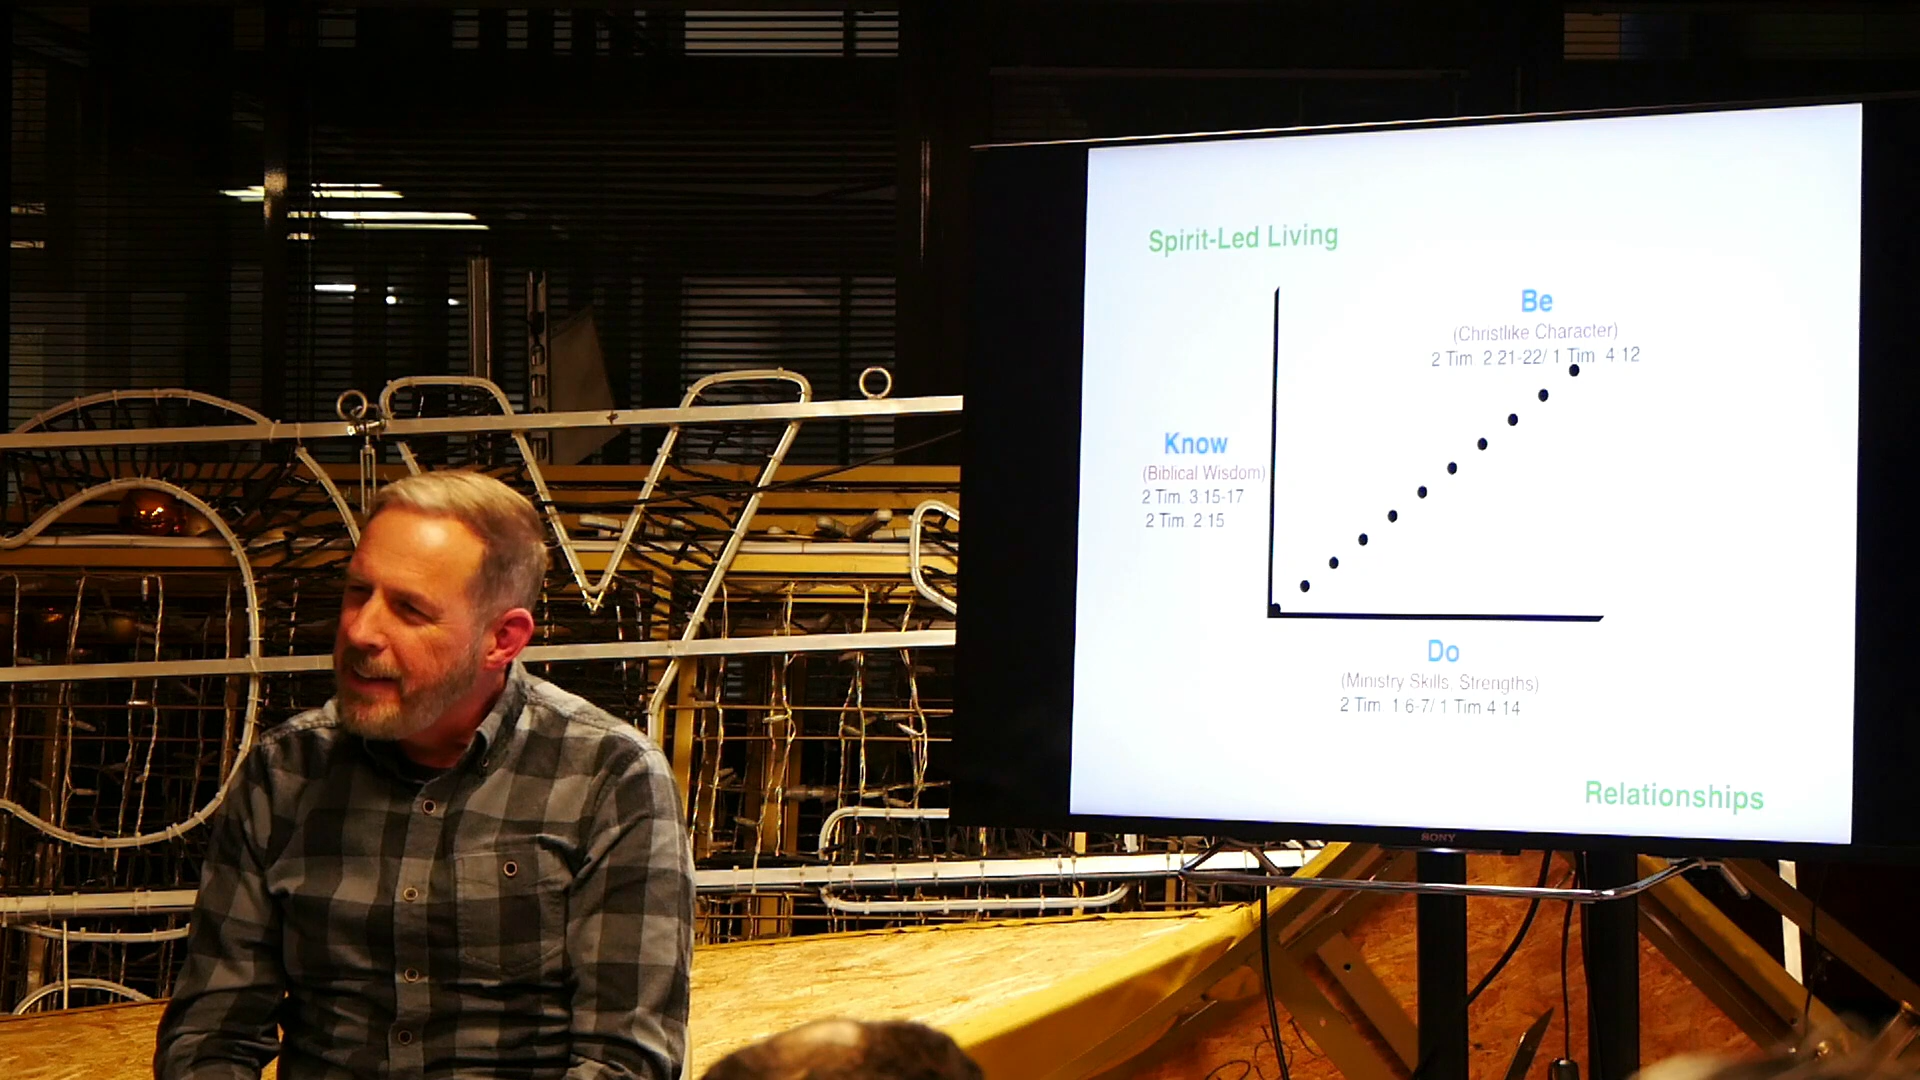 Spirit-Led Living
Be
(Christlike Character)
2 Tim 2 21-22/ 1 Tim 4 12
Know
(Biblical Wisdom)
2 Tim 3 15-17
2 Tim 2 15
Do
(Ministry Skills, Strengths)
2 Tim 1 6-7/ 1 Tim 4 14
Relationships
SONY